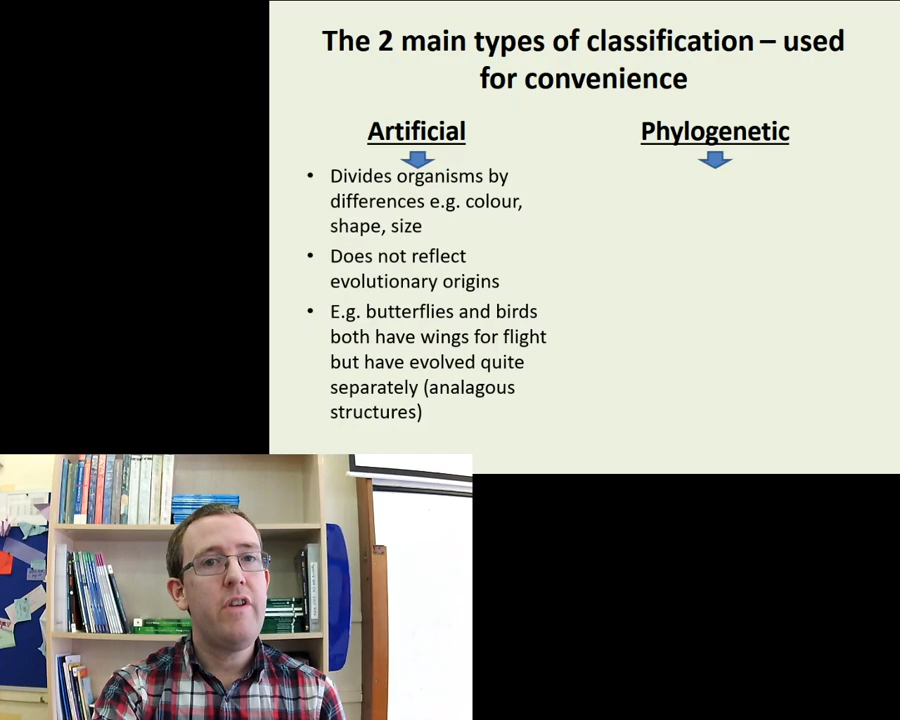 The 2 main types of classification – used
for convenience
Artificial
• Divides organisms by
differences e.g. colour,
shape, size
• Does not reflect
evolutionary origins
• E.g. butterflies and birds
both have wings for flight
but have evolved quite
separately (analagous
structures)
Phylogenetic